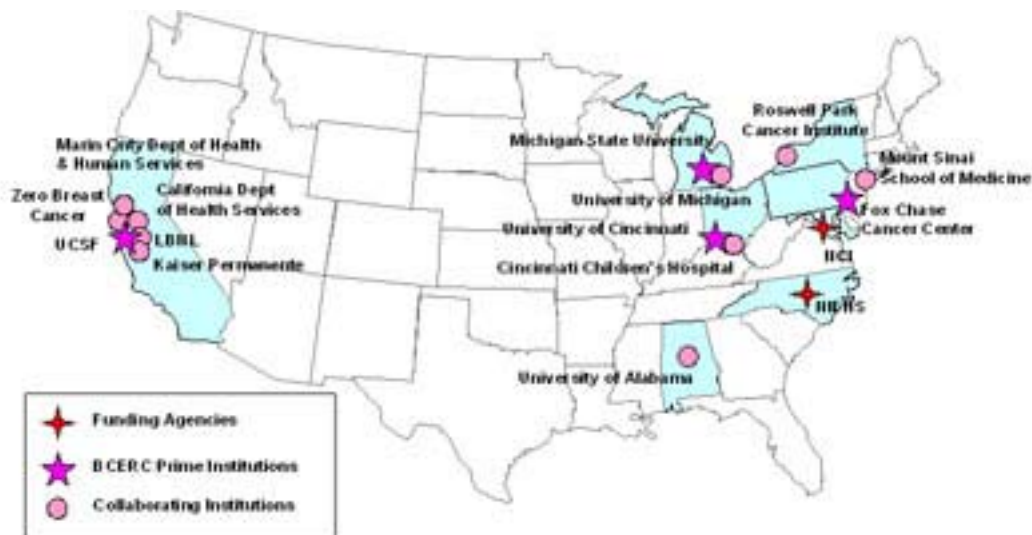 Roswell Park
Cancer Institute
Michigan State University
Marin Cnty Dept of Health
& Human Services
Mount Sinai
School of Medicine
Zero Breast
Cancer
California Dept
of Health Services
University of Michigan
Fox Chase
Cancer Center
University of Cincinnati
UCSF
LBNL
NCI
Kaiser Permanente
Cincinnati Children's Hospital
NIEHS
University of Alabama
Funding Agencies
BCERC Prime Institutions
Collaborating Institutions